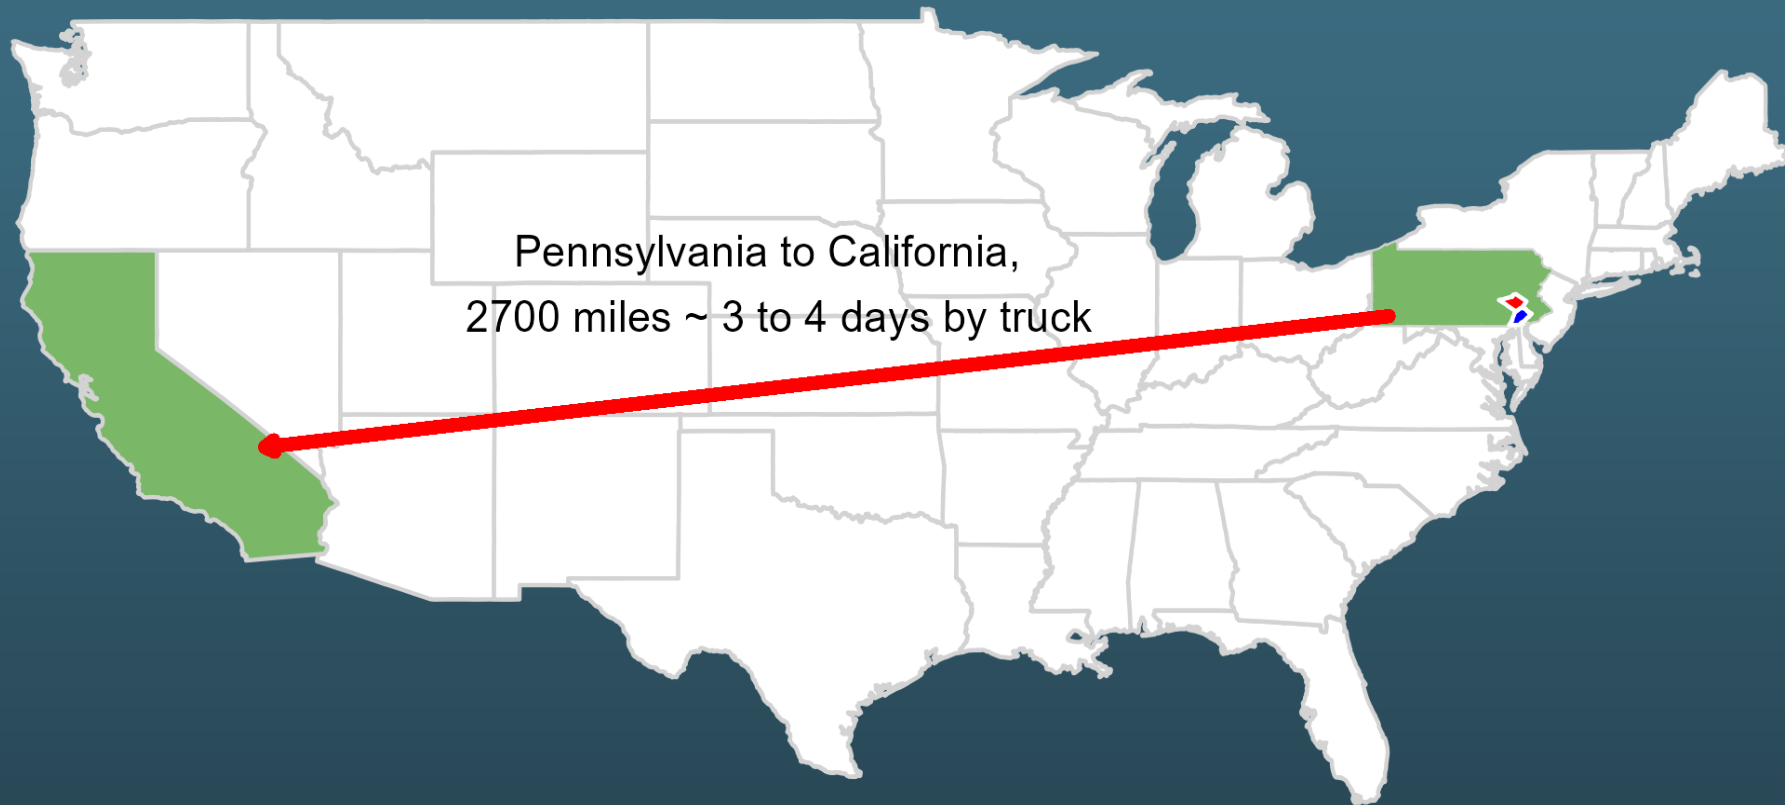 Pennsylvania to California,
2700 miles ~ 3 to 4 days by truck